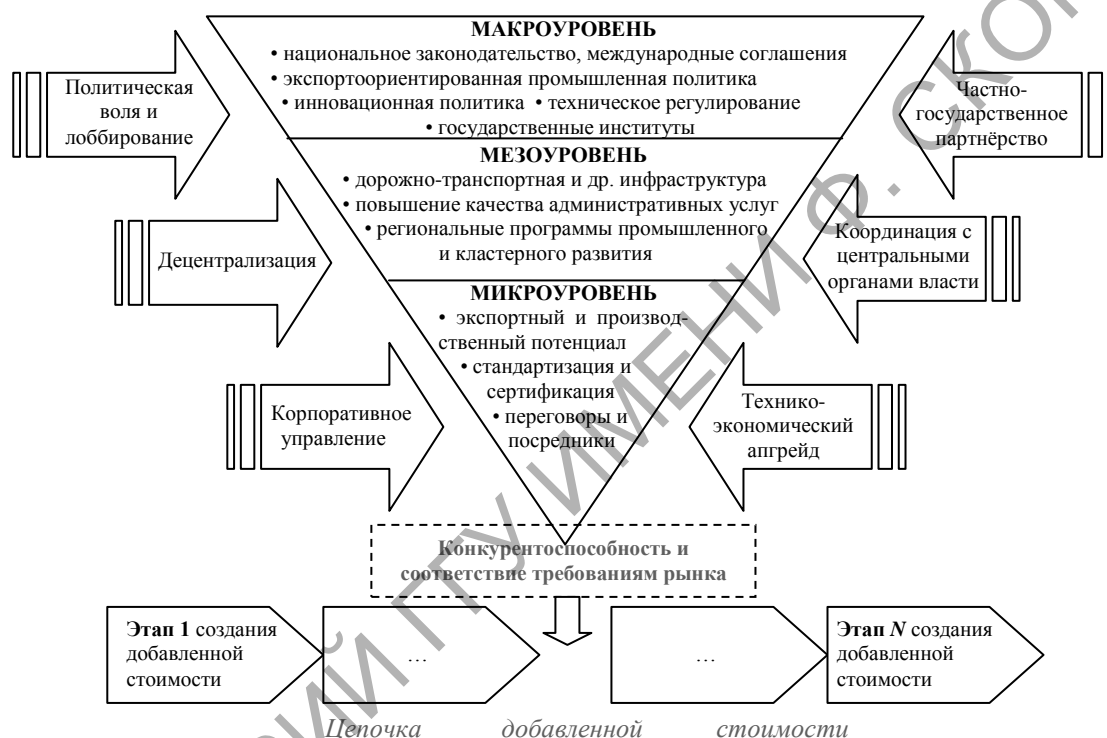 МАКРОУРОВЕНЬ
• национальное законодательство, международные соглашения
• экспортоориентированная промышленная политика
• инновационная политика • техническое регулирование
• государственные институты
Политическая
воля и
лоббирование
Частно-
государственное
партнёрство
МЕЗОУРОВЕНЬ
• дорожно-транспортная и др. инфраструктура
• повышение качества административных услуг
• региональные программы промышленного
и кластерного развития
Децентрализация
Координация с
центральными
органами власти
МИКРОУРОВЕНЬ
• экспортный и производ-
ственный потенциал
• стандартизация и
сертификация
• переговоры и
посредники
Корпоративное
управление
Технико-
экономический
апгрейд
Конкурентоспособность и
соответствие требованиям рынка
Этап 1 создания
добавленной
стоимости
...
...
Этап N создания
добавленной
стоимости
Цепочка добавленной стоимости
ГГУ ИМЕНИ Ф.